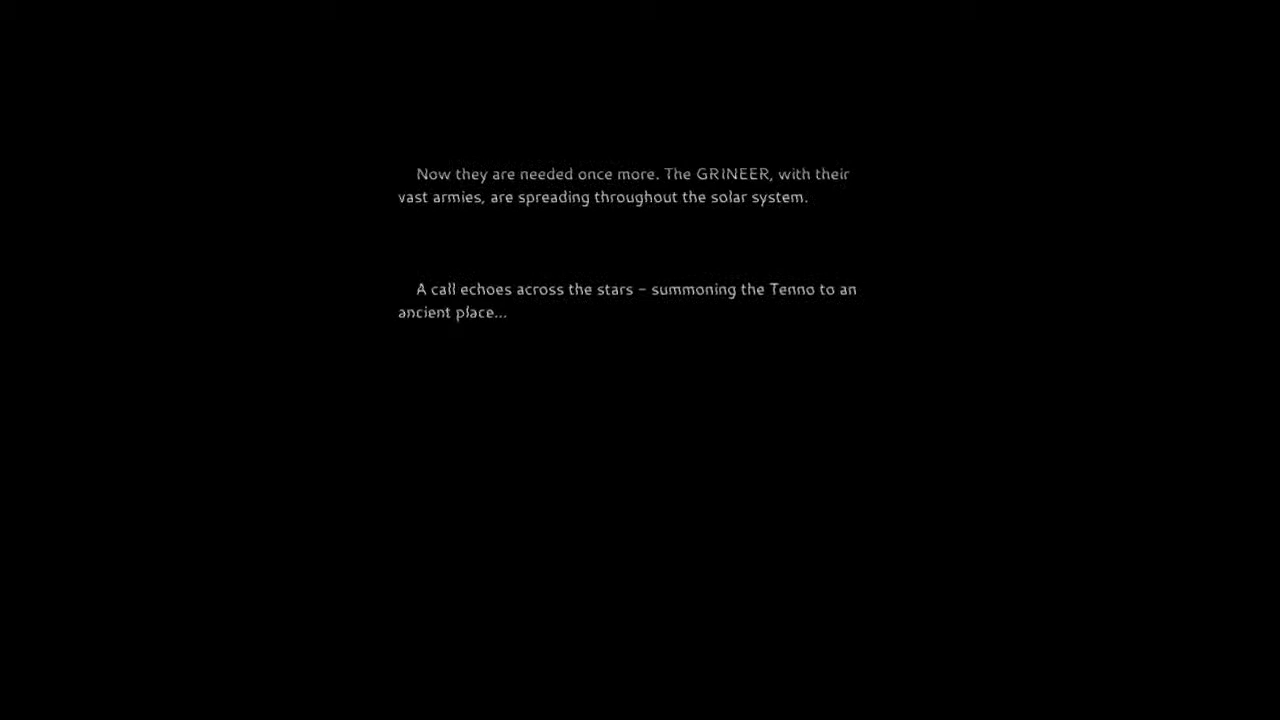 Now they are needed once more. The GRINEER, with their
vast armies, are spreading throughout the solar system.
A call echoes across the stars - summoning the Tenno to an
ancient place...